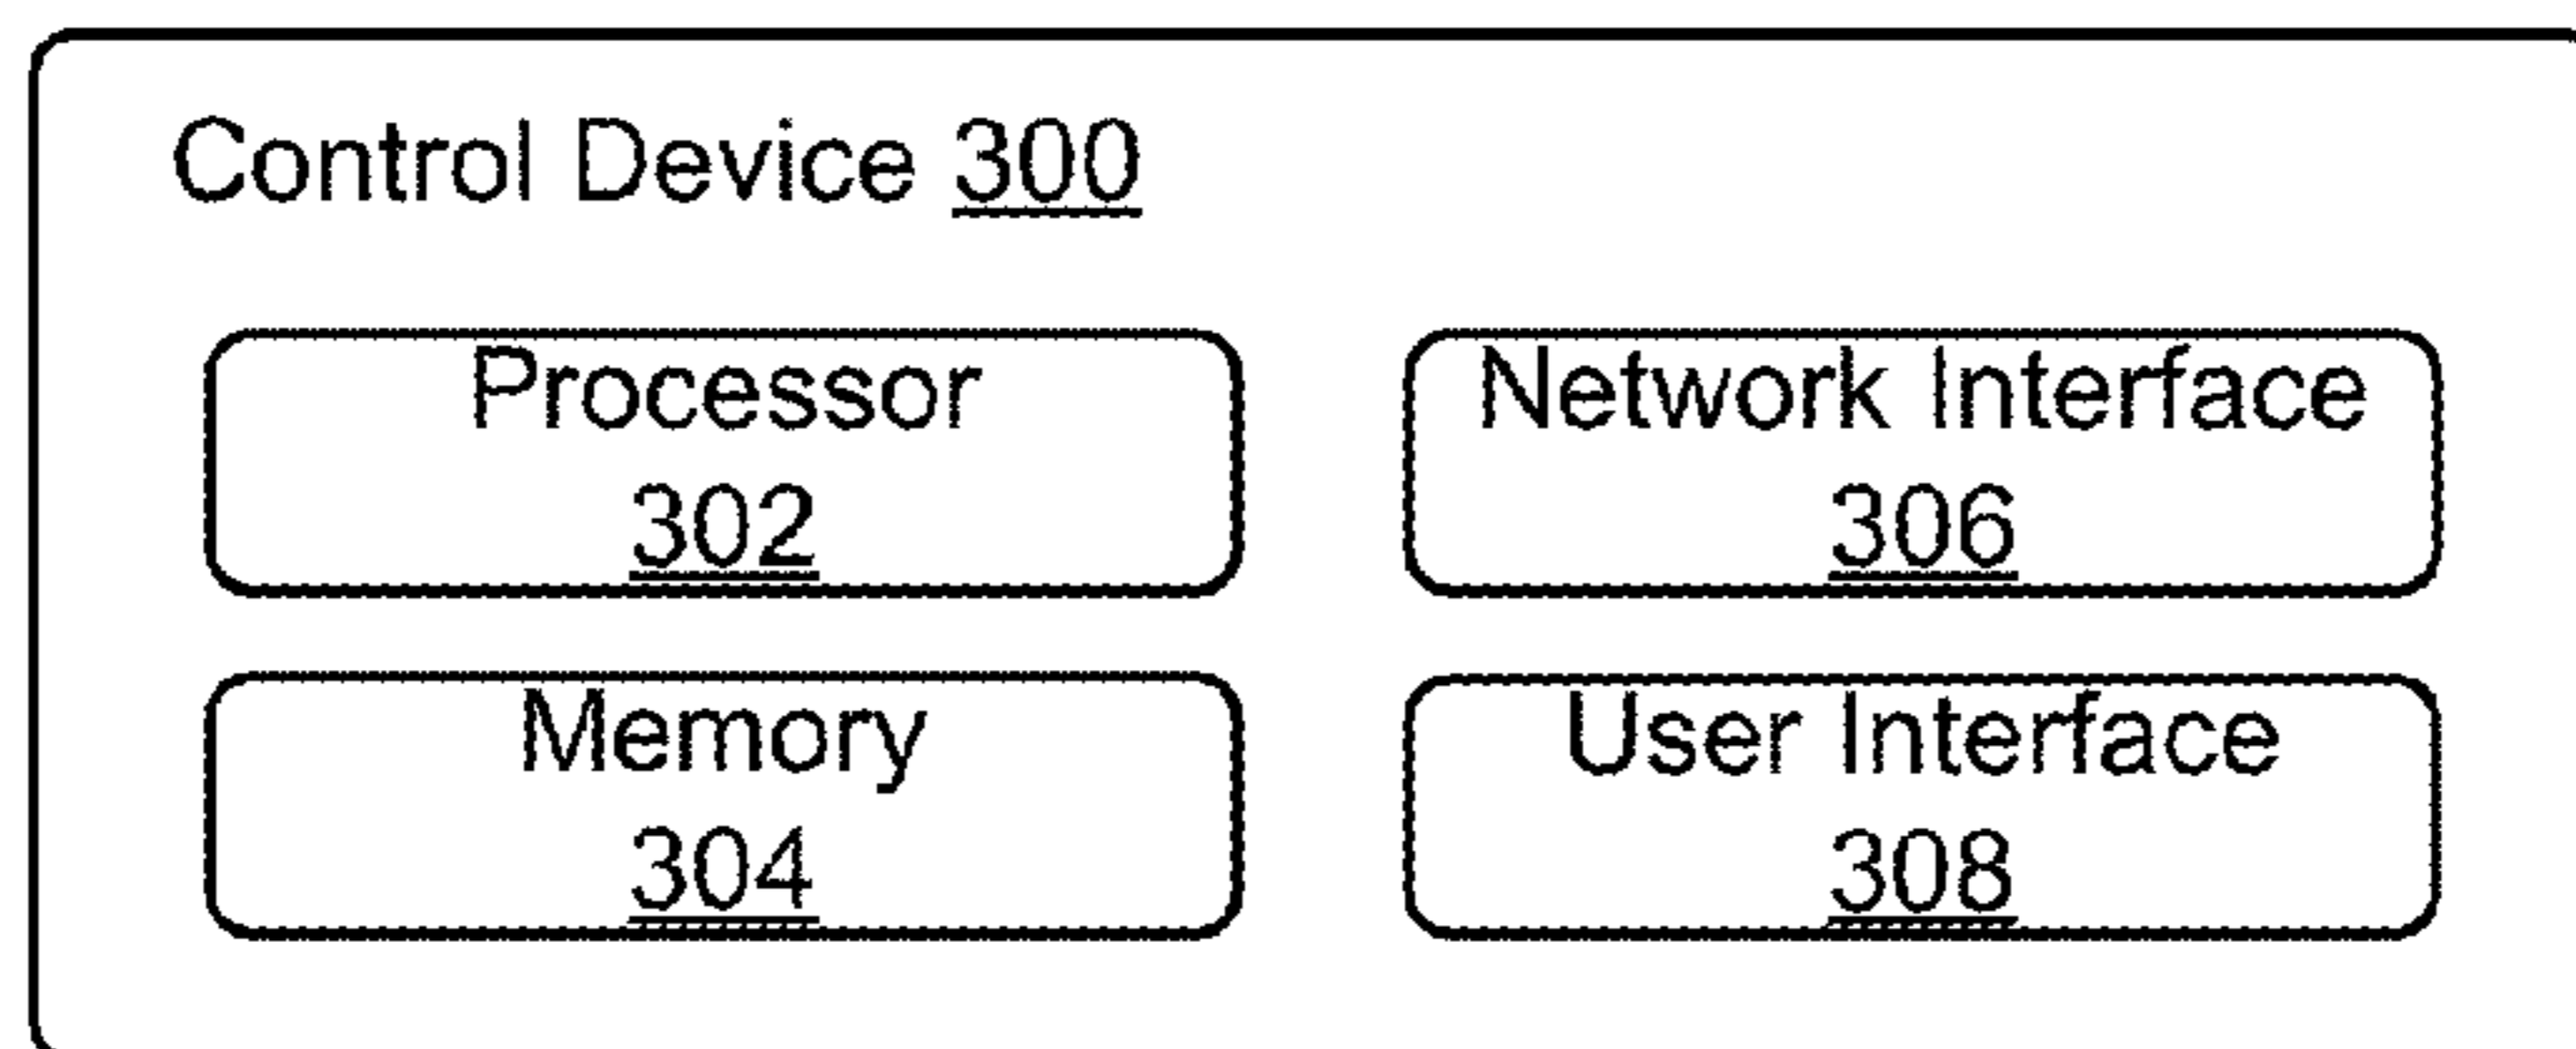 Control Device 300
Processor
302
Network Interface
306
Memory
304
User Interface
308